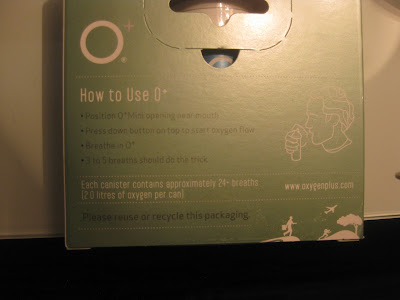 O+
How to Use O+
• Position O+Mini opening near mouth
• Press down button on top to start oxygen flow
• Breathe in O+
• 3 to 5 breaths should do the trick.
Each canister contains approximately 24+ breaths
(2.0 litres of oxygen per can)
www.oxygenplus.com
Please reuse or recycle this packaging.